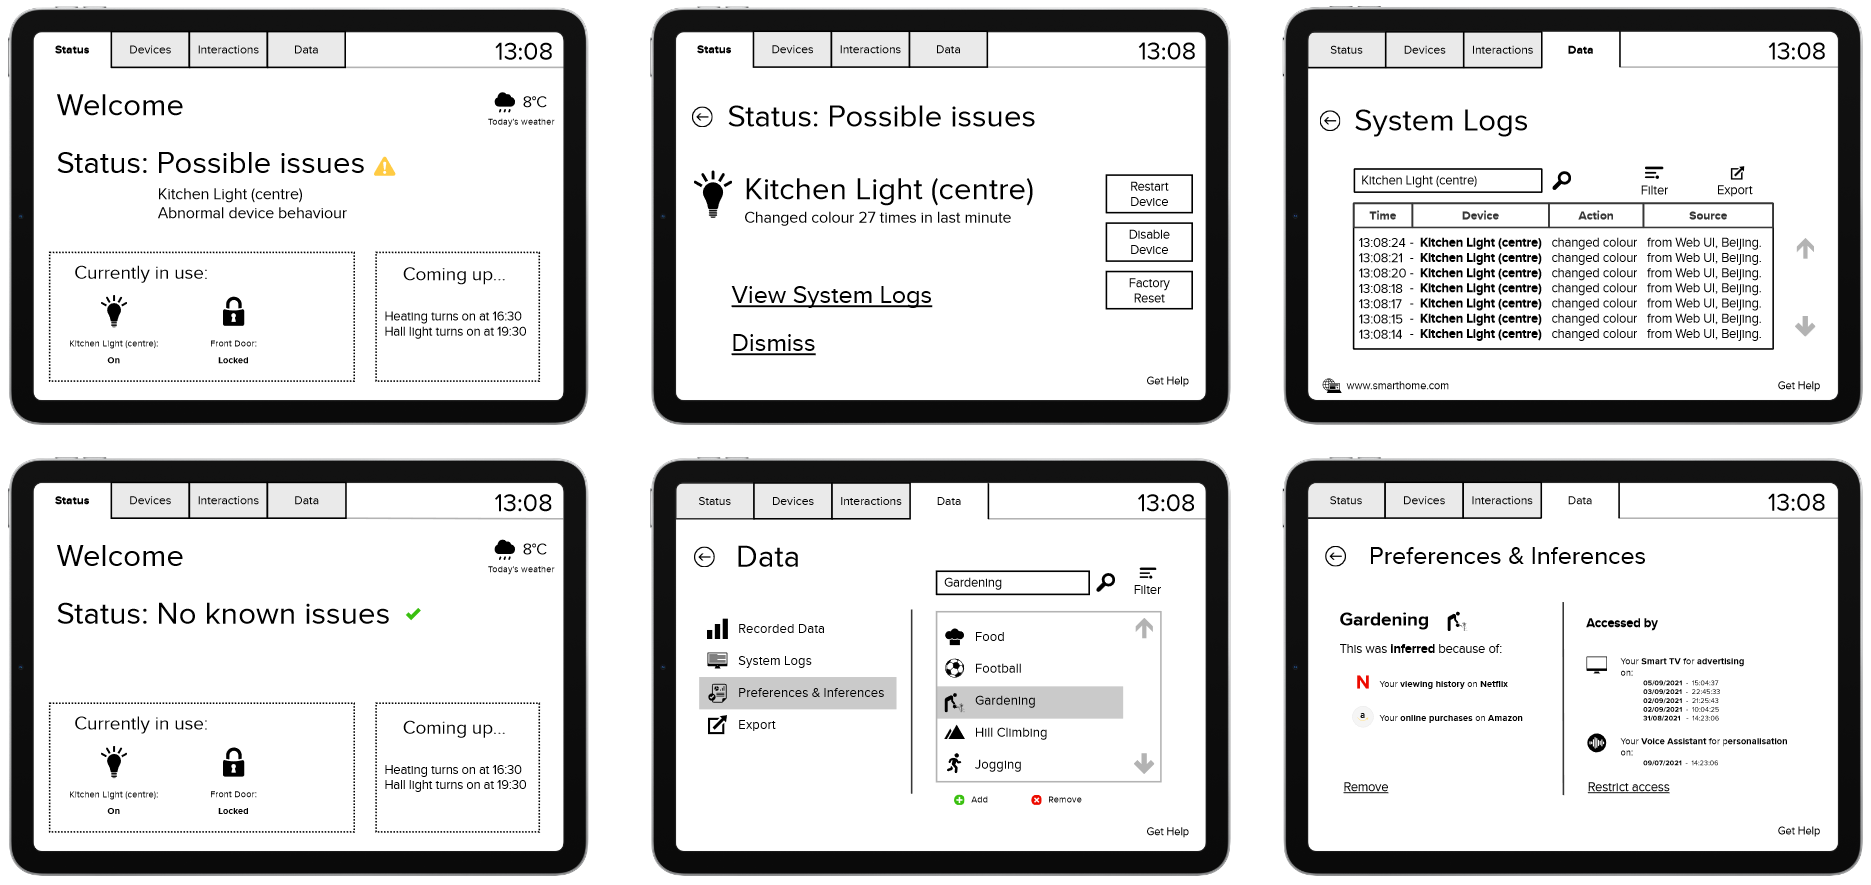 Status Devices Interactions Data 13:08
Welcome
8°C
Today's weather
Status: Possible issues
Kitchen Light (centre)
Abnormal device behaviour
Currently in use:
Kitchen Light (centre):
On
Front Door:
Locked
Coming up...
Heating turns on at 16:30
Hall light turns on at 19:30
Status Devices Interactions Data 13:08
Status: Possible issues
Kitchen Light (centre)
Changed colour 27 times in last minute
Restart
Device
Disable
Device
Factory
Reset
View System Logs
Dismiss
Get Help
Status Devices Interactions Data 13:08
System Logs
Kitchen Light (centre)
Filter
Export
Time Device Action Source
13:08:24 - Kitchen Light (centre) changed colour from Web UI, Beijing.
13:08:21 - Kitchen Light (centre) changed colour from Web UI, Beijing.
13:08:20 - Kitchen Light (centre) changed colour from Web UI, Beijing.
13:08:18 - Kitchen Light (centre) changed colour from Web UI, Beijing.
13:08:17 - Kitchen Light (centre) changed colour from Web UI, Beijing.
13:08:15 - Kitchen Light (centre) changed colour from Web UI, Beijing.
13:08:14 - Kitchen Light (centre) changed colour from Web UI, Beijing.
www.smarthome.com
Get Help
Status Devices Interactions Data 13:08
Welcome
8°C
Today's weather
Status: No known issues
Currently in use:
Kitchen Light (centre):
On
Front Door:
Locked
Coming up...
Heating turns on at 16:30
Hall light turns on at 19:30
Status Devices Interactions Data 13:08
Data
Recorded Data
System Logs
Preferences & Inferences
Export
Gardening
Filter
Food
Football
Gardening
Hill Climbing
Jogging
Add
Remove
Get Help
Status Devices Interactions Data 13:08
Preferences & Inferences
Gardening
This was Inferred because of:
N Your viewing history on Netflix
a Your online purchases on Amazon
Remove
Accessed by
Your Smart TV for advertising
on:
05/09/2021 - 15:04:37
03/09/2021 - 22:45:33
02/09/2021 - 21:25:43
02/09/2021 - 10:04:25
31/08/2021 - 14:23:06
Your Voice Assistant for personalisation
on:
09/07/2021 - 14:23:06
Restrict access
Get Help